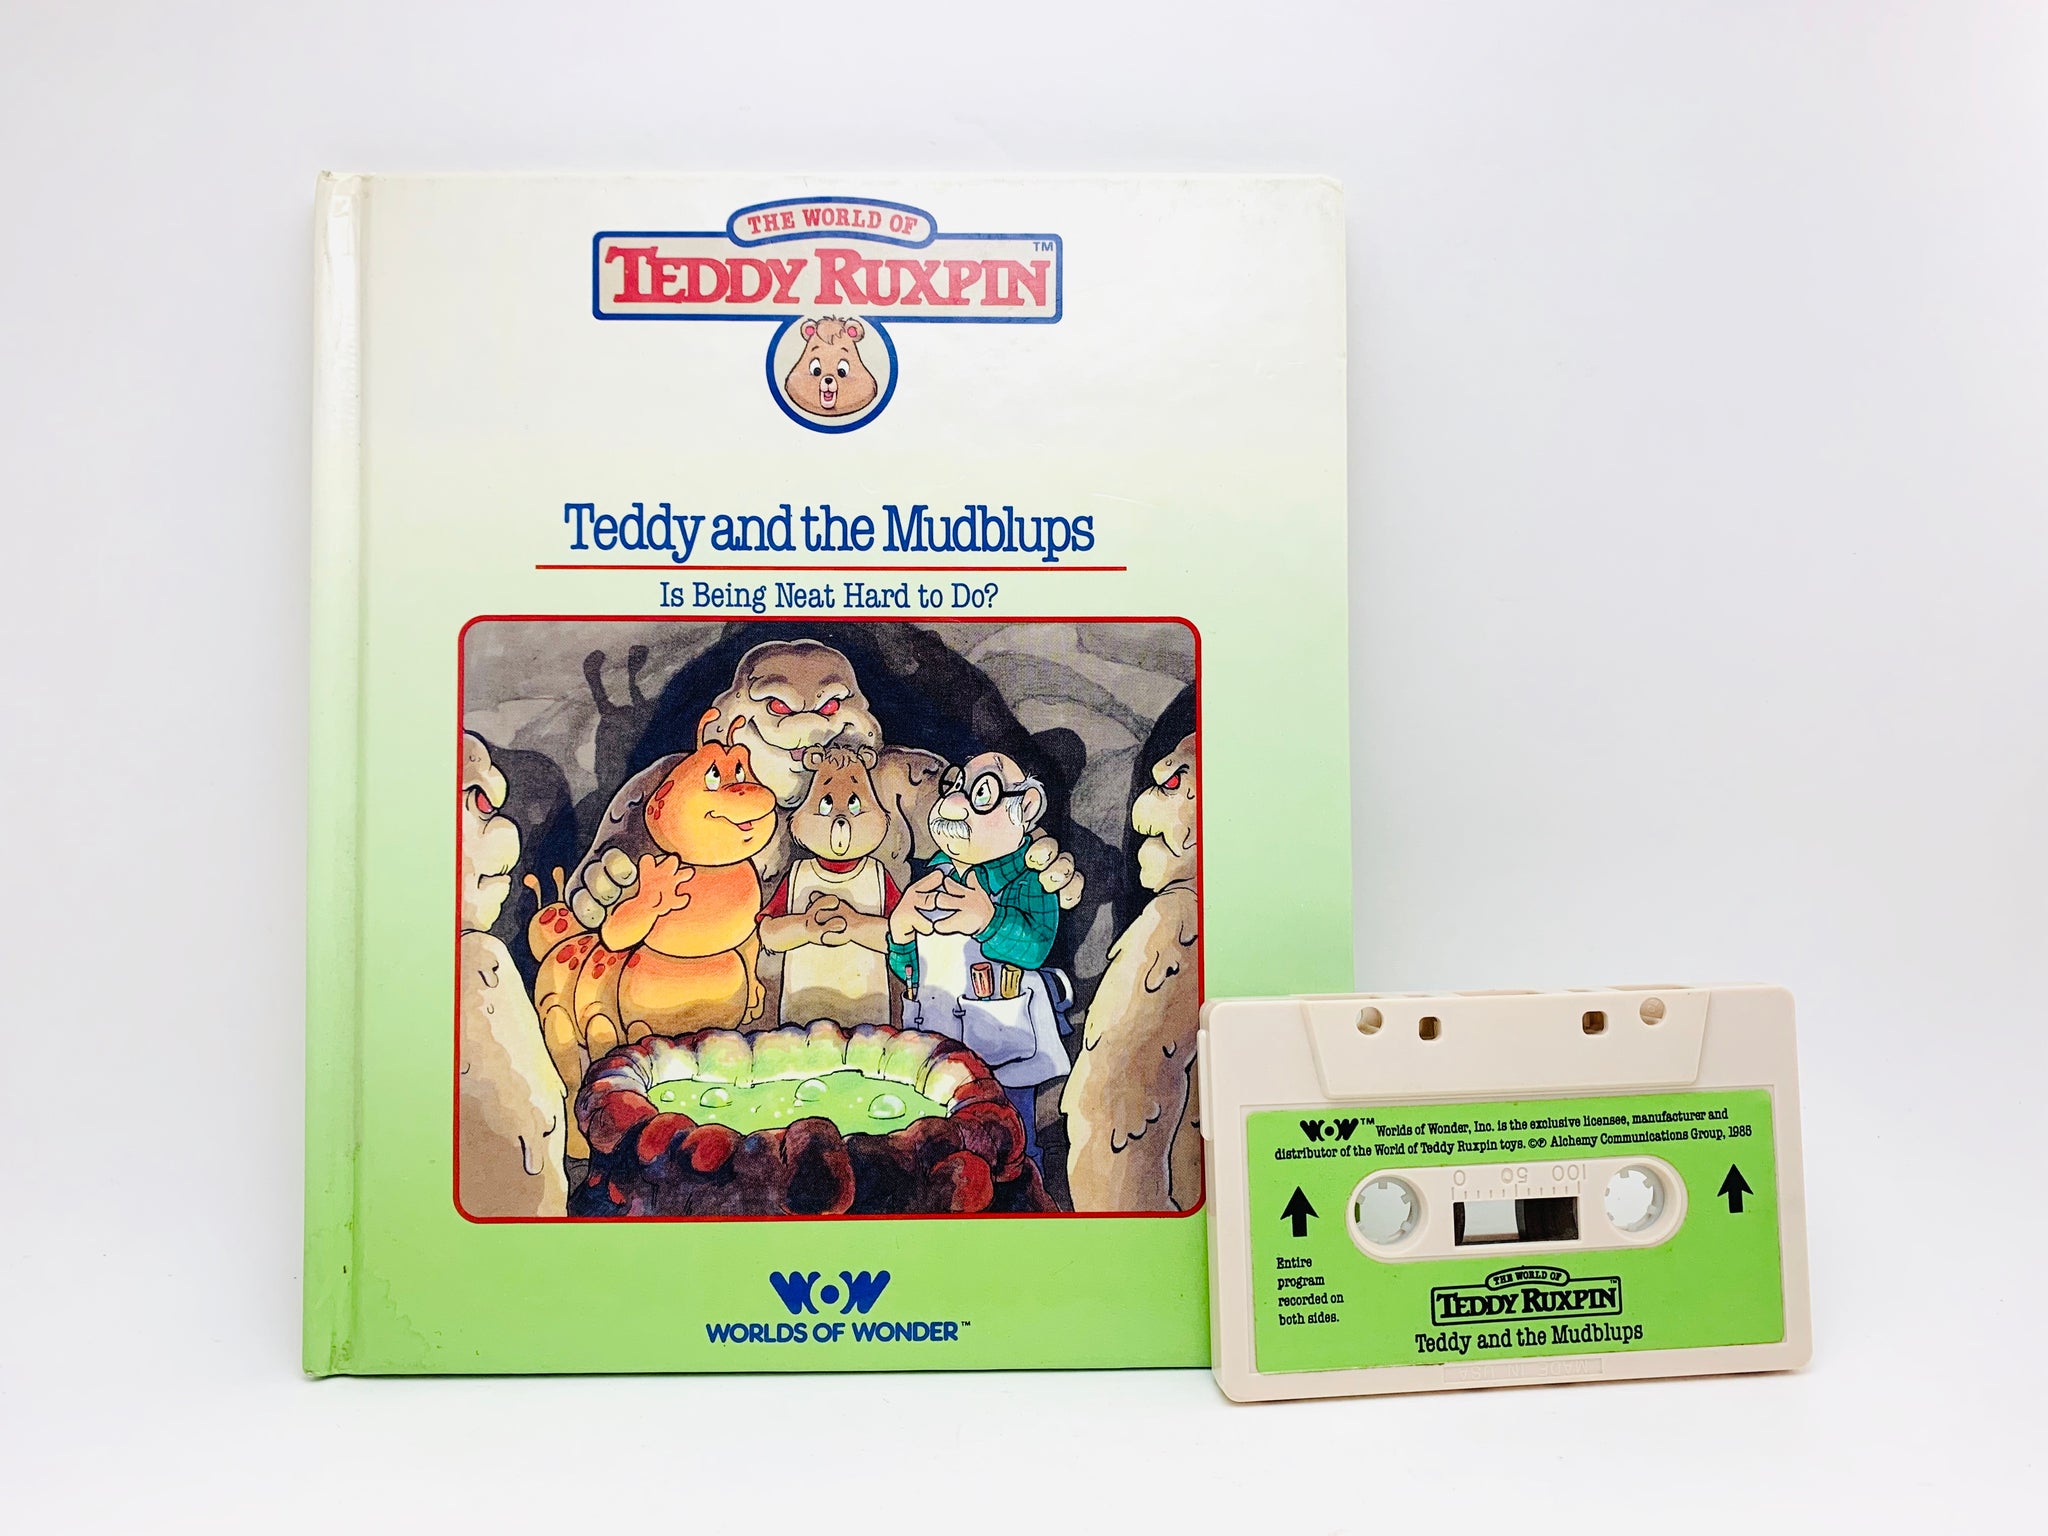 THE WORLD OF
TEDDY RUXPIN™
Teddy and the Mudblups
Is Being Neat Hard to Do?
WOW
WORLDS OF WONDER™
WOW™ Worlds of Wonder, Inc. is the exclusive licensee, manufacturer and
distributor of the World of Teddy Ruxpin toys. ©℗ Alchemy Communications Group, 1985
0 50 100
Entire
program
recorded on
both sides.
THE WORLD OF
TEDDY RUXPIN™
Teddy and the Mudblups
MADE IN USA